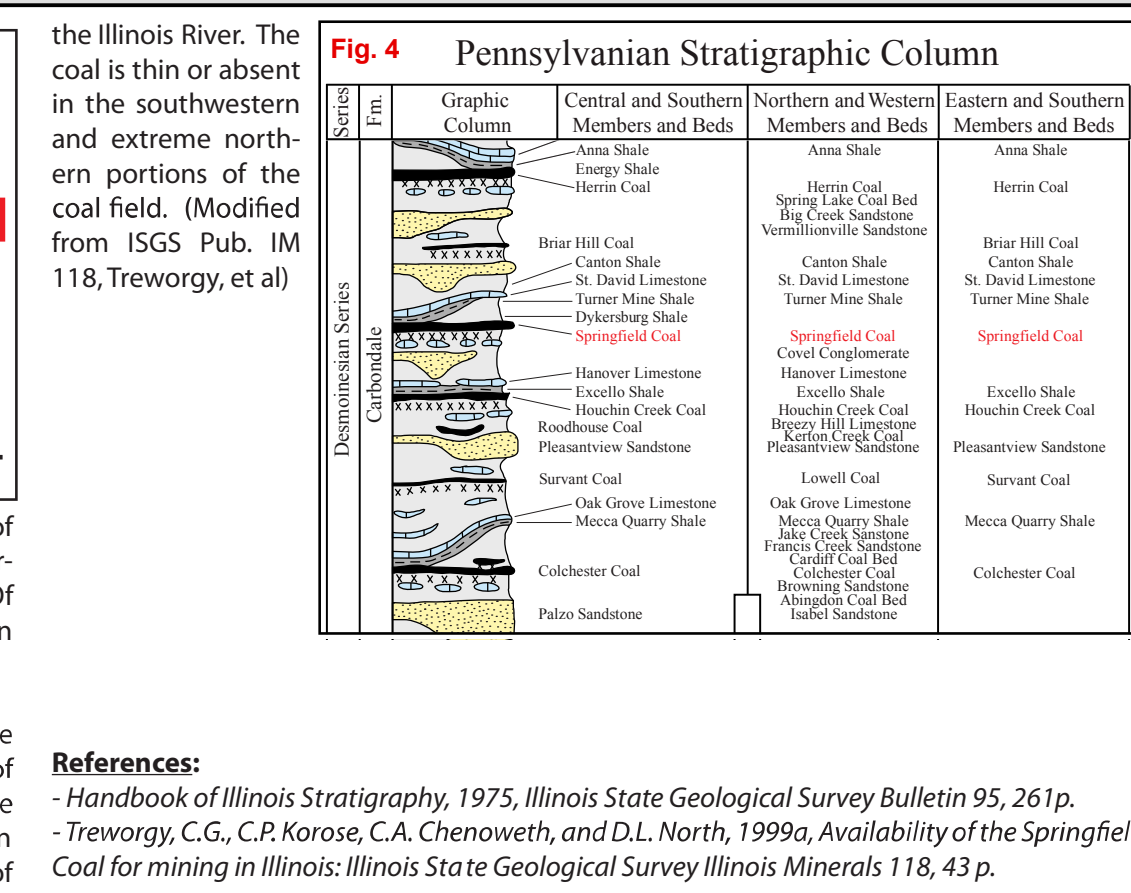 the Illinois River. The
coal is thin or absent
in the southwestern
and extreme north-
ern portions of the
coal field. (Modified
from ISGS Pub. IM
118, Treworgy, et al)
of
r-
Of
n
e
of
e
n
of
Fig. 4
Pennsylvanian Stratigraphic Column
Series
Fm.
Graphic
Column
Central and Southern
Members and Beds
Northern and Western
Members and Beds
Eastern and Southern
Members and Beds
Desmoinesian Series
Carbondale
Anna Shale
Energy Shale
Herrin Coal
Briar Hill Coal
Canton Shale
St. David Limestone
Turner Mine Shale
Dykersburg Shale
Springfield Coal
Hanover Limestone
Excello Shale
Houchin Creek Coal
Roodhouse Coal
Pleasantview Sandstone
Survant Coal
Oak Grove Limestone
Mecca Quarry Shale
Colchester Coal
Palzo Sandstone
Anna Shale
Herrin Coal
Spring Lake Coal Bed
Big Creek Sandstone
Vermillionville Sandstone
Canton Shale
St. David Limestone
Turner Mine Shale
Springfield Coal
Covel Conglomerate
Hanover Limestone
Excello Shale
Houchin Creek Coal
Breezy Hill Limestone
Kerton Creek Coal
Pleasantview Sandstone
Lowell Coal
Oak Grove Limestone
Mecca Quarry Shale
Jake Creek Sanstone
Francis Creek Sandstone
Cardiff Coal Bed
Colchester Coal
Browning Sandstone
Abingdon Coal Bed
Isabel Sandstone
Anna Shale
Herrin Coal
Briar Hill Coal
Canton Shale
St. David Limestone
Turner Mine Shale
Springfield Coal
Excello Shale
Houchin Creek Coal
Pleasantview Sandstone
Survant Coal
Mecca Quarry Shale
Colchester Coal
References:
- Handbook of Illinois Stratigraphy, 1975, Illinois State Geological Survey Bulletin 95, 261p.
- Treworgy, C.G., C.P. Korose, C.A. Chenoweth, and D.L. North, 1999a, Availability of the Springfiel
Coal for mining in Illinois: Illinois State Geological Survey Illinois Minerals 118, 43 p.